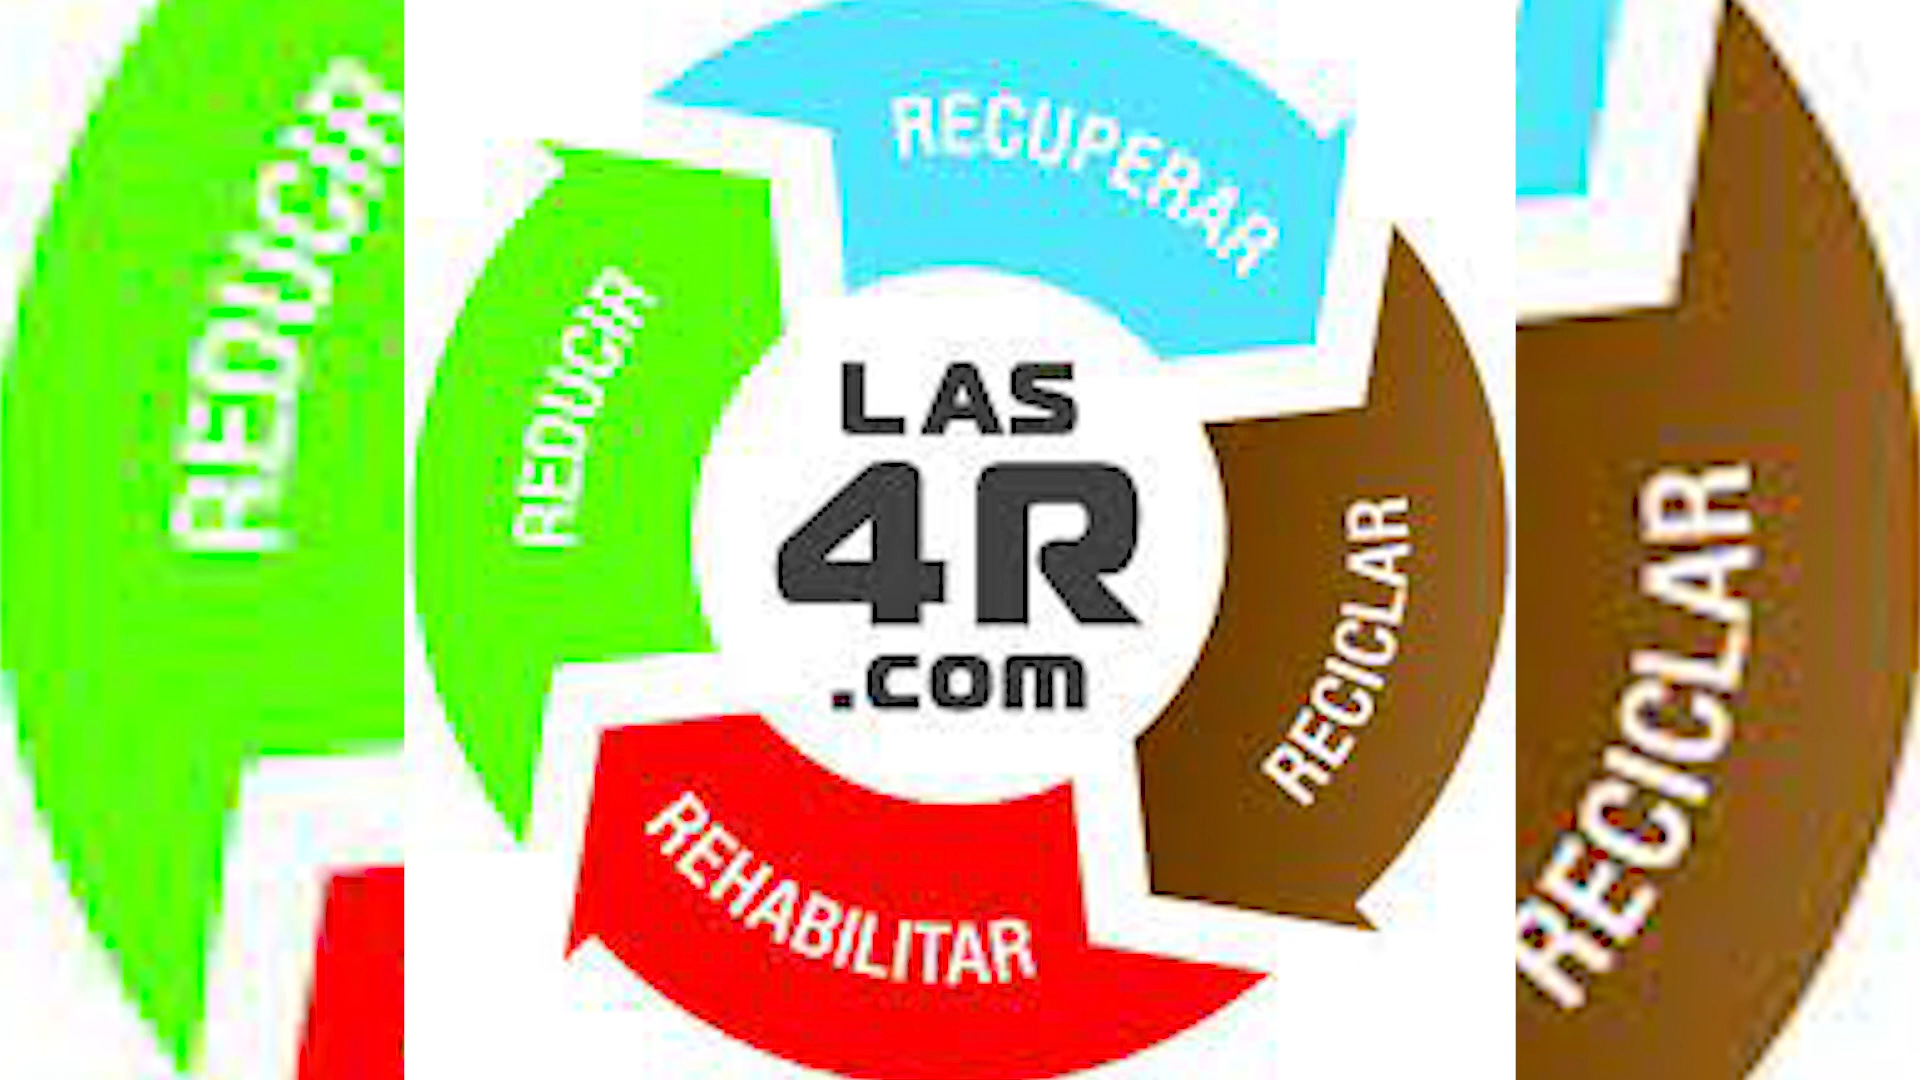 REDUCIR
RECUPERAR
REDUCIR
LAS
4R
.com
RECICLAR
REHABILITAR
RECICLAR